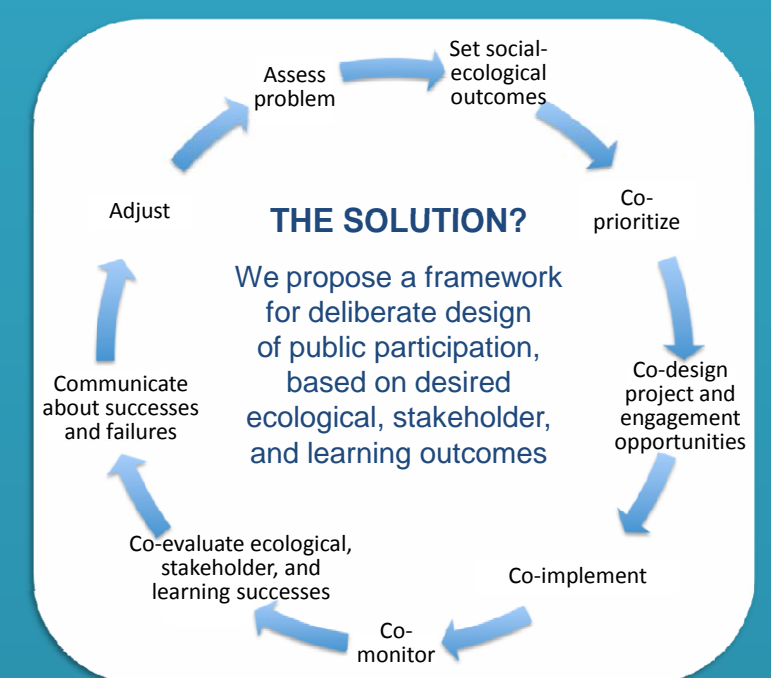 Assess
problem
Set social-
ecological
outcomes
Co-
prioritize
Co-design
project and
engagement
opportunities
Co-implement
Co-
monitor
Co-evaluate ecological,
stakeholder, and
learning successes
Communicate
about successes
and failures
Adjust
THE SOLUTION?
We propose a framework
for deliberate design
of public participation,
based on desired
ecological, stakeholder,
and learning outcomes